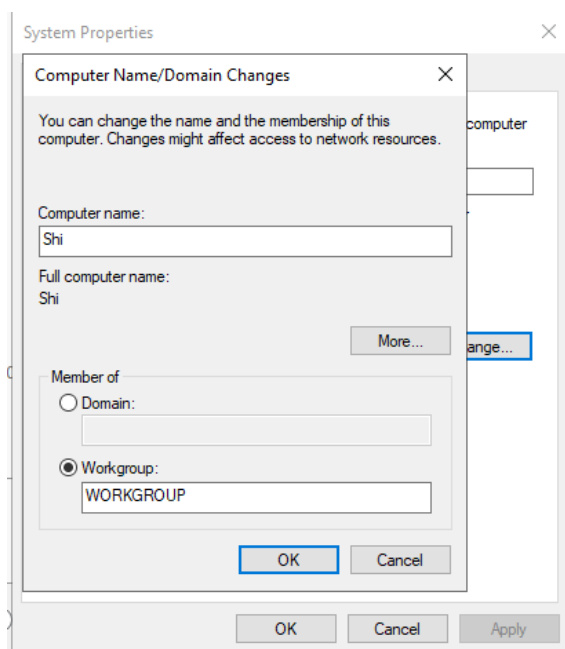 System Properties
Computer Name/Domain Changes
You can change the name and the membership of this
computer. Changes might affect access to network resources.
computer
Computer name:
Shi
Full computer name:
Shi
More...
ange...
Member of
Domain:
Workgroup:
WORKGROUP
OK Cancel
OK Cancel Apply